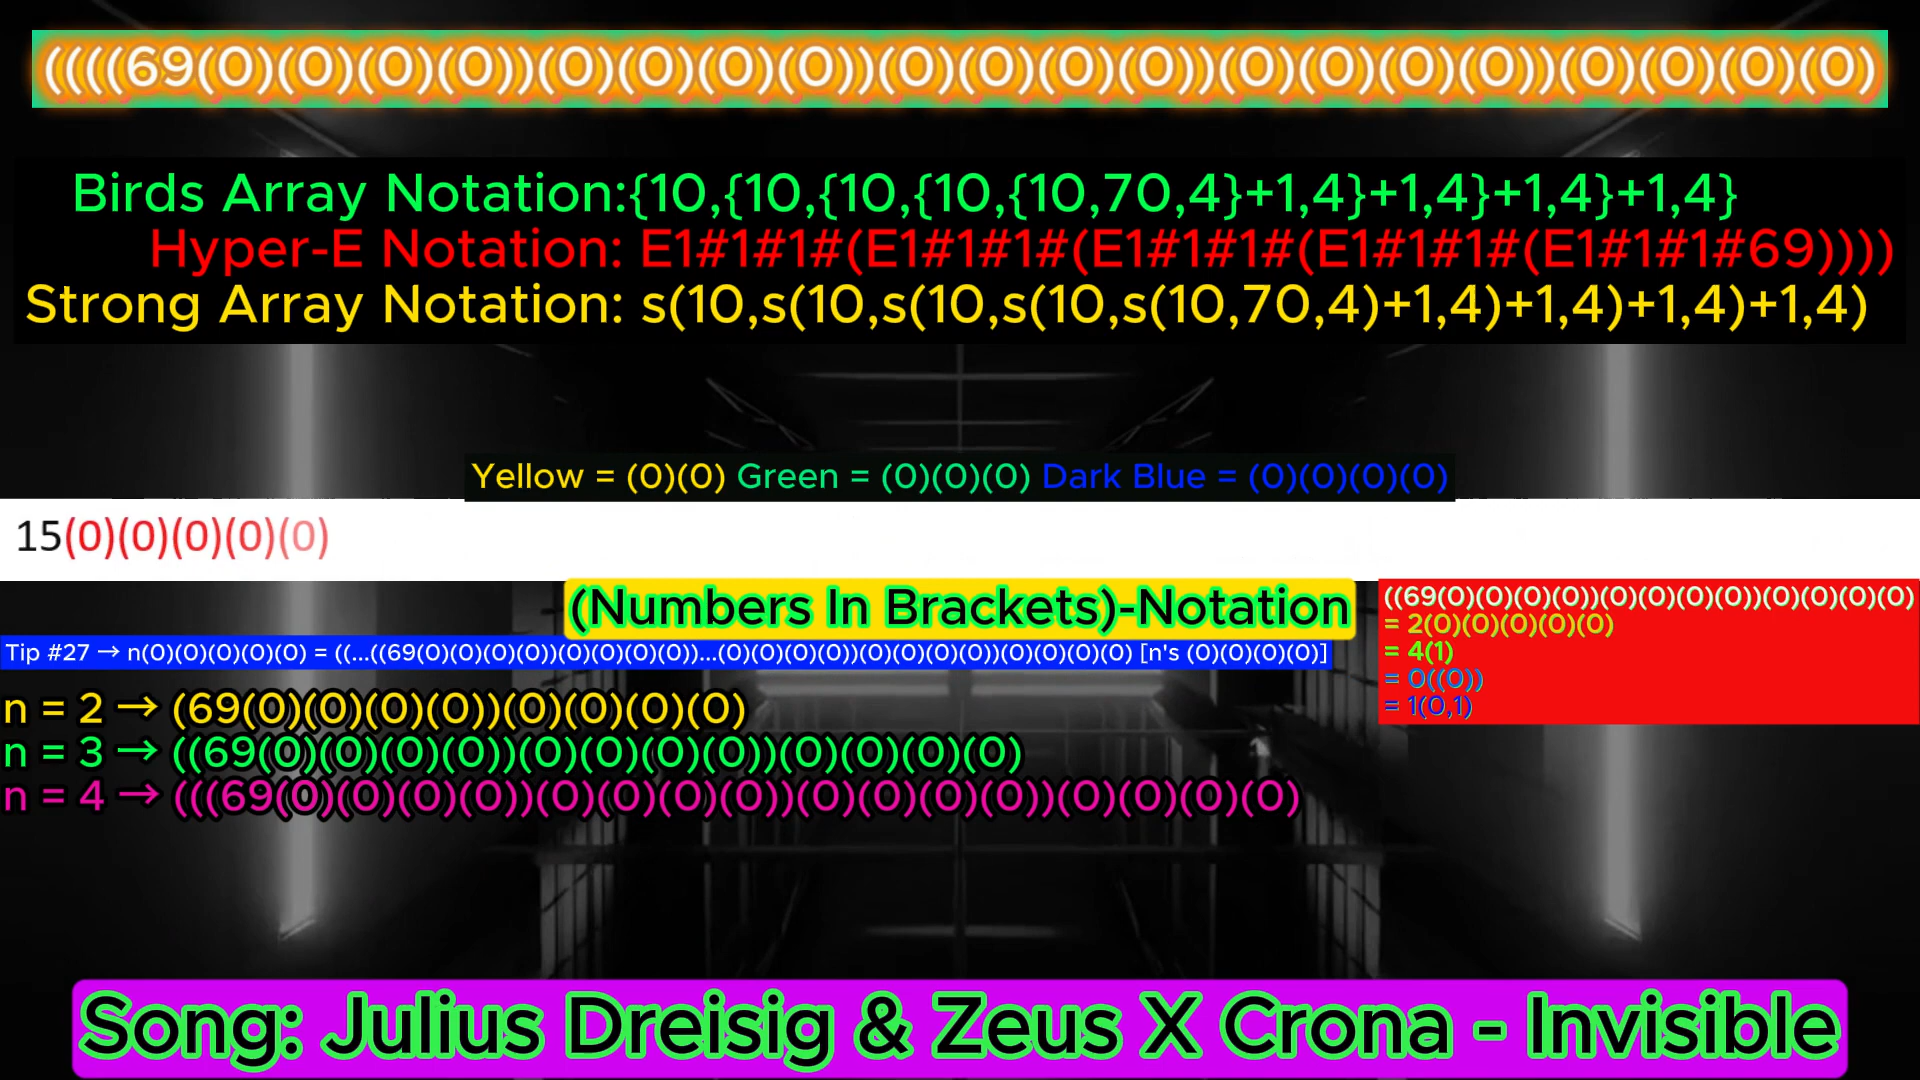 ((((69(0)(0)(0)(0))(0)(0)(0)(0))(0)(0)(0)(0))(0)(0)(0)(0))(0)(0)(0)(0)
Birds Array Notation:{10,{10,{10,{10,{10,70,4}+1,4}+1,4}+1,4}+1,4}
Hyper-E Notation: E1#1#1#(E1#1#1#(E1#1#1#(E1#1#1#(E1#1#1#69))))
Strong Array Notation: s(10,s(10,s(10,s(10,s(10,70,4)+1,4)+1,4)+1,4)+1,4)
Yellow = (0)(0) Green = (0)(0)(0) Dark Blue = (0)(0)(0)(0)
15(0)(0)(0)(0)(0)
(Numbers In Brackets)-Notation
Tip #27 → n(0)(0)(0)(0)(0) = ((...((69(0)(0)(0)(0))(0)(0)(0)(0))...(0)(0)(0)(0))(0)(0)(0)(0))(0)(0)(0)(0) [n's (0)(0)(0)(0)]
n = 2 → (69(0)(0)(0)(0))(0)(0)(0)(0)
n = 3 → ((69(0)(0)(0)(0))(0)(0)(0)(0))(0)(0)(0)(0)
n = 4 → (((69(0)(0)(0)(0))(0)(0)(0)(0))(0)(0)(0)(0))(0)(0)(0)(0)
((69(0)(0)(0)(0))(0)(0)(0)(0))(0)(0)(0)(0)
= 2(0)(0)(0)(0)(0)
= 4(1)
= 0((0))
= 1(0,1)
Song: Julius Dreisig & Zeus X Crona - Invisible